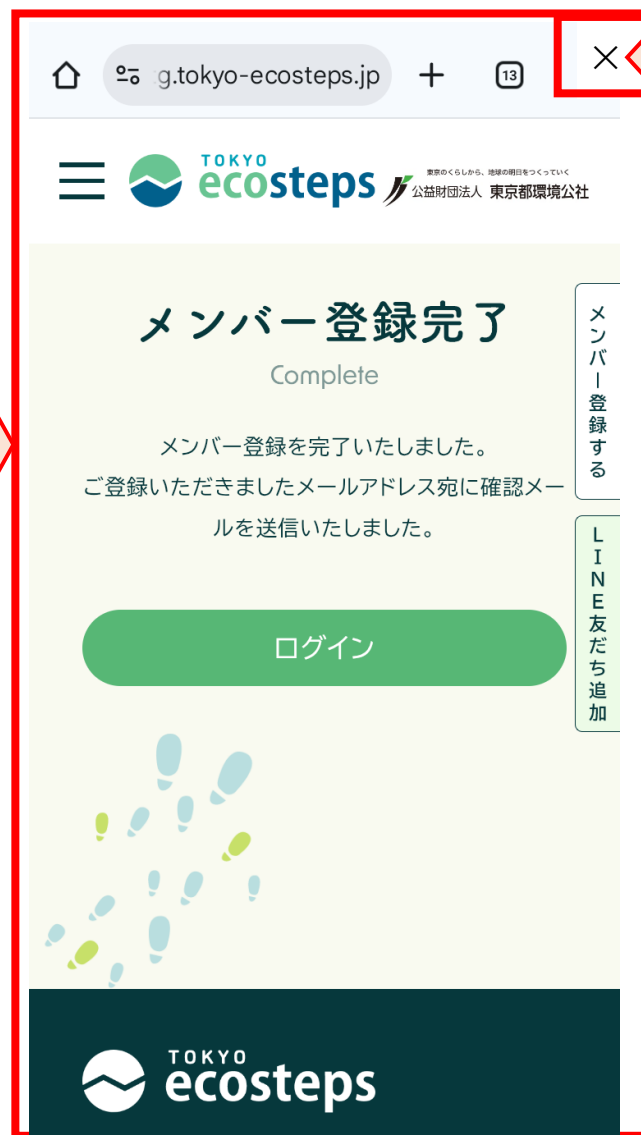 g.tokyo-ecosteps.jp
13
TOKYO
ecosteps
東京のくらしから、地球の明日をつくっていく
公益財団法人 東京都環境公社
メンバー登録完了
Complete
メンバー登録を完了いたしました。
ご登録いただきましたメールアドレス宛に確認メー
ルを送信いたしました。
ログイン
メンバー登録する
LINE友だち追加
TOKYO
ecosteps